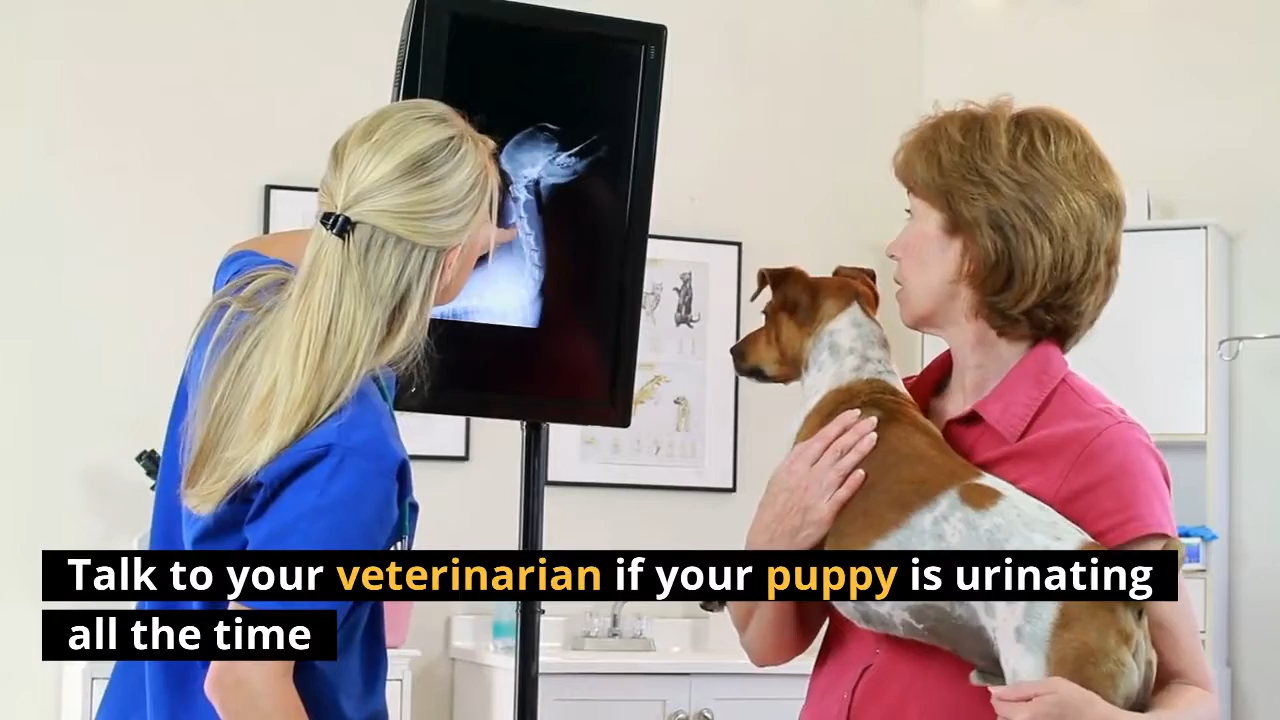 Talk to your veterinarian if your puppy is urinating
all the time